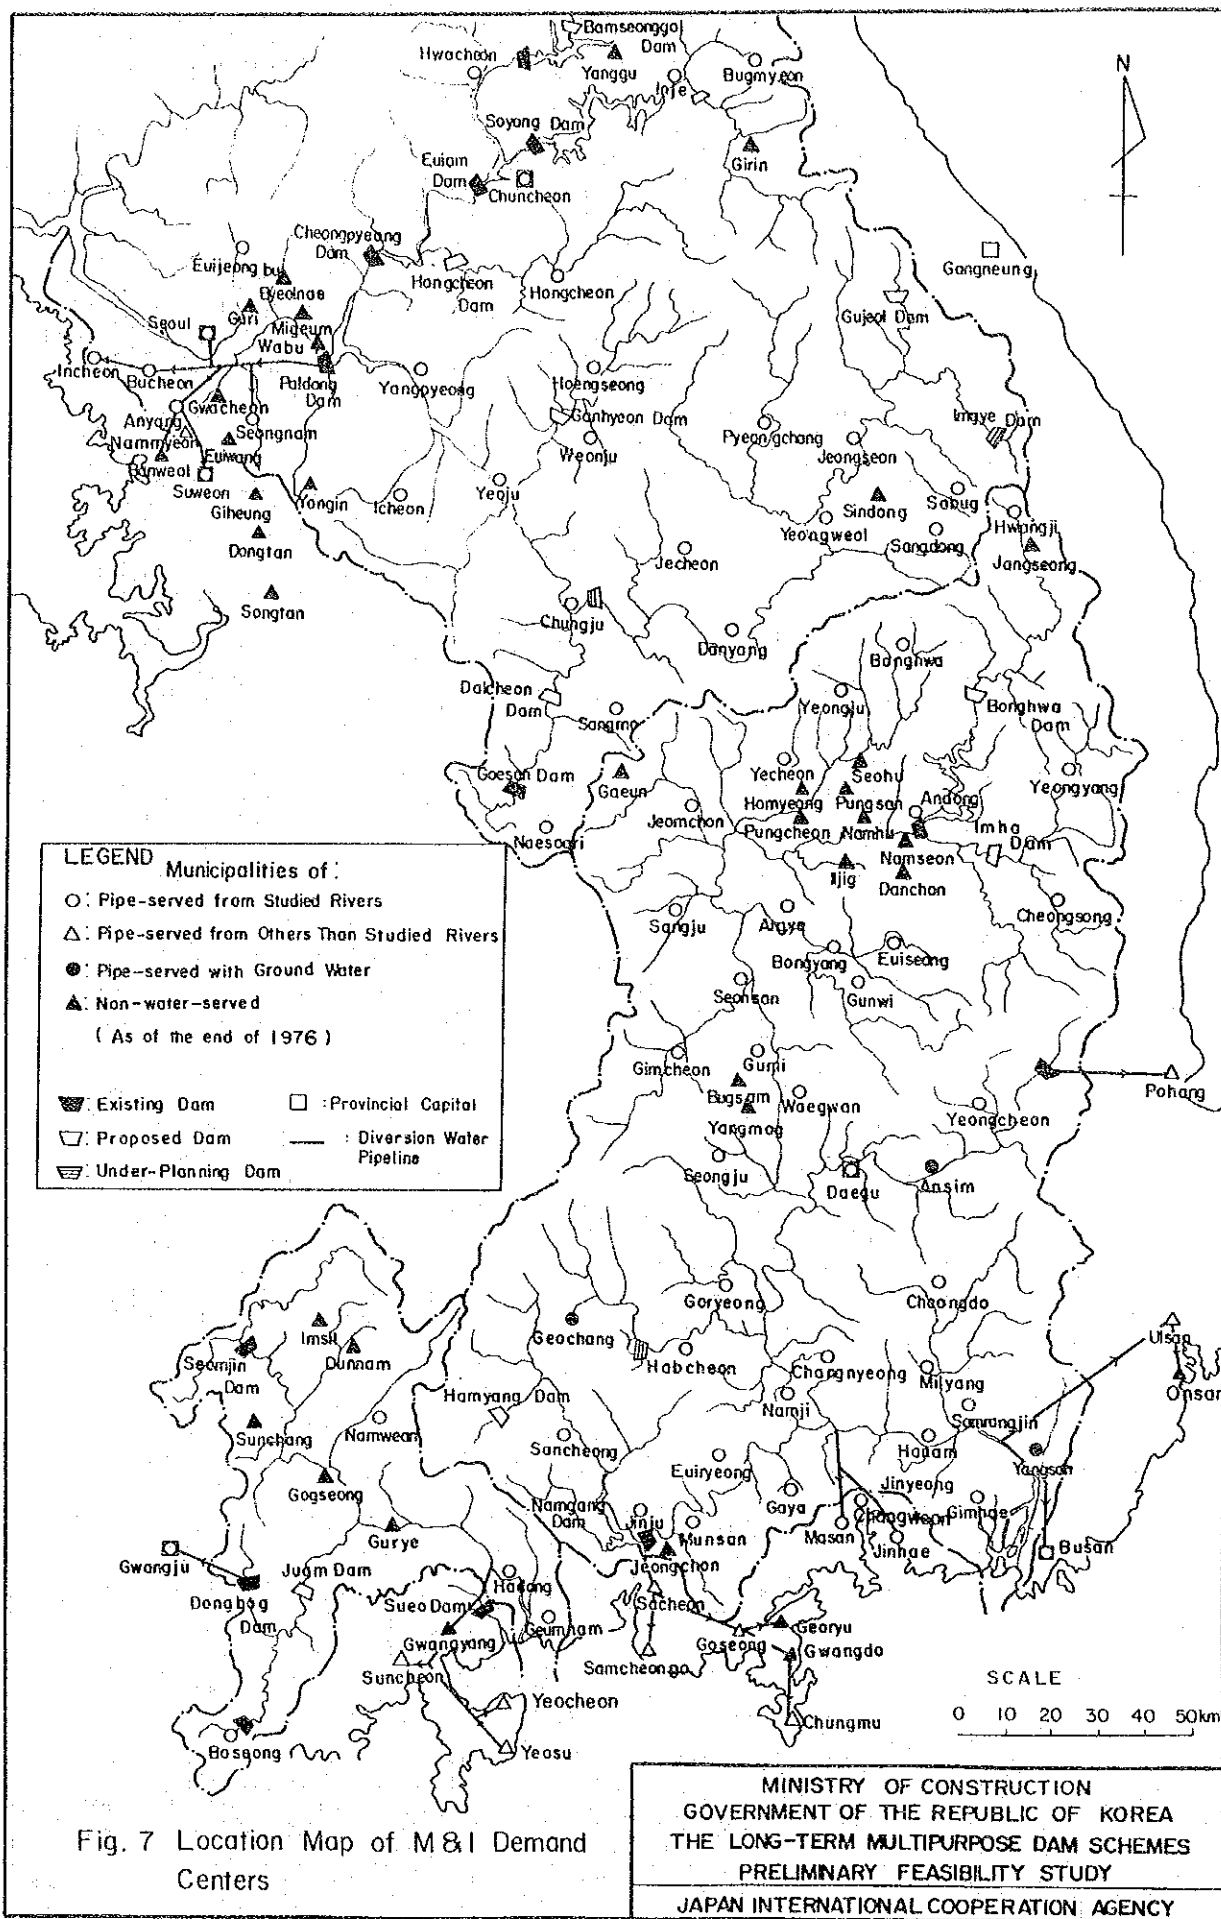 Bamseonggol
Dam
Hwacheon
Yanggu
Inje
Bugmyeon
N
Soyong Dam
Girin
Euiam
Dam
Chuncheon
Cheongpyeong
Dam
Gangneung
Euijeong bu
Byeolnae
Hongcheon
Dam
Hongcheon
Gujeol Dam
Guri
Migeum
Seoul
Wabu
Incheon
Bucheon
Paldang
Dam
Yangpyeong
Hoengseong
Gwacheon
Ganhyeon Dam
Imgye
Dam
Anyang
Seongnam
Nammyeon
Pyeongchang
Jeongseon
Weonju
Euiwang
Banweol
Suweon
Yongin
Icheon
Yeoju
Sindong
Sabug
Giheung
Hwangji
Yeongweol
Sangdong
Dongtan
Jecheon
Jangseong
Songtan
Chungju
Danyang
Bonghwa
Dalcheon
Dam
Yeongju
Bonghwa
Dam
Sangmo
Goesan Dam
Yecheon
Seohu
Yeongyang
Gaeun
Homyeong
Pungsan
Andong
Jeomchon
Pungcheon
Namhu
Imha
Dam
Naesogri
Namseon
Iljig
Danchon
Cheongsong
Sangju
Angye
Bongyang
Euiseong
Seonsan
Gunwi
LEGEND
Municipalities of :
: Pipe-served from Studied Rivers
: Pipe-served from Others Than Studied Rivers
: Pipe-served with Ground Water
: Non-water-served
( As of the end of 1976 )
: Existing Dam
: Provincial Capital
: Proposed Dam
: Diversion Water
Pipeline
: Under-Planning Dam
Gimcheon
Gumi
Bugsam
Waegwan
Yangmog
Yeongcheon
Pohang
Seongju
Daegu
Ansim
Goryeong
Cheongdo
Imsil
Geochang
Ulsan
Seomjin
Dam
Dunnam
Habcheon
Changnyeong
Milyang
Onsan
Hamyang Dam
Namji
Samrangjin
Sunchang
Namweon
Sancheong
Hanam
Euiryeong
Yangsan
Jinyeong
Gogseong
Gaya
Namgang
Dam
Jinju
Changweon
Gimhae
Gurye
Munsan
Masan
Jinhae
Busan
Gwangju
Juam Dam
Jeongchon
Hadong
Dongbog
Dam
Sueo Dam
Sacheon
Geumnam
Georyu
Gwangyang
Goseong
Gwangdo
Suncheon
Samcheonpo
SCALE
Yeocheon
0 10 20 30 40 50km
Chungmu
Boseong
Yeosu
Fig. 7 Location Map of M&I Demand
Centers
MINISTRY OF CONSTRUCTION
GOVERNMENT OF THE REPUBLIC OF KOREA
THE LONG-TERM MULTIPURPOSE DAM SCHEMES
PRELIMINARY FEASIBILITY STUDY
JAPAN INTERNATIONAL COOPERATION AGENCY